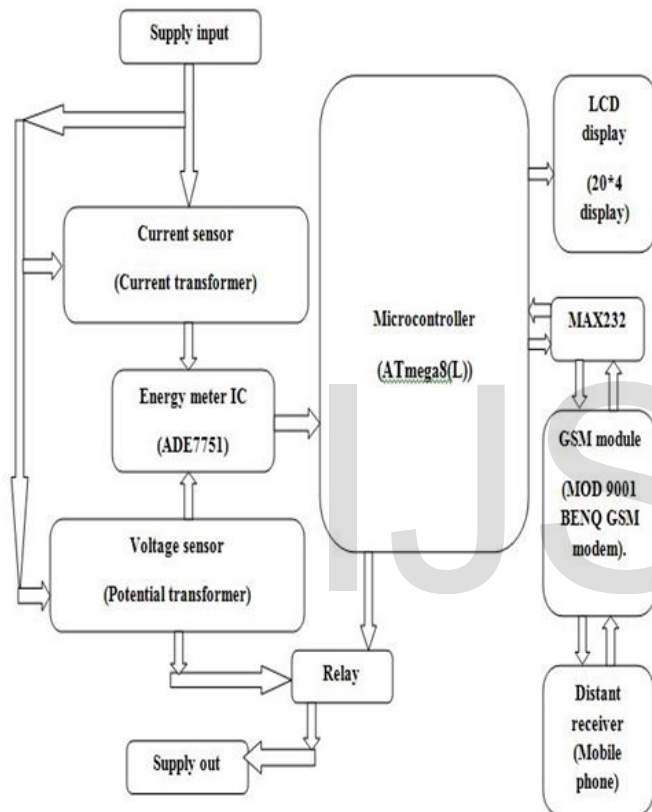 Supply input
Current sensor
(Current transformer)
Energy meter IC
(ADE7751)
Voltage sensor
(Potential transformer)
Relay
Supply out
Microcontroller
(ATmega8(L))
LCD
display
(20*4
display)
MAX232
GSM module
(MOD 9001
BENQ GSM
modem).
Distant
receiver
(Mobile
phone)
IJS